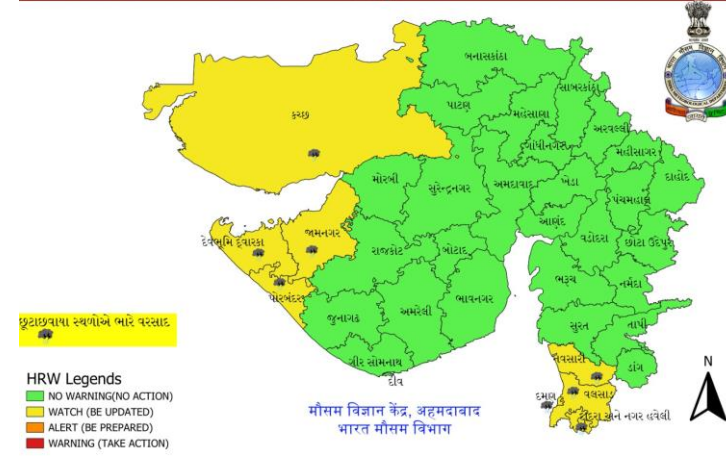 બનાસકાંઠા
પાટણ
મહેસાણા
સાબરકાંઠા
અરવલ્લી
ગાંધીનગર
મહીસાગર
કચ્છ
મોરબી
સુરેન્દ્રનગર
અમદાવાદ
ખેડા
પંચમહાલ
દાહોદ
આણંદ
વડોદરા
છોટા ઉદેપુર
દેવભૂમિ દ્વારકા
જામનગર
રાજકોટ
બોટાદ
ભરૂચ
નર્મદા
પોરબંદર
જુનાગઢ
અમરેલી
ભાવનગર
સુરત
તાપી
છૂટાછવાયા સ્થળોએ ભારે વરસાદ
ગીર સોમનાથ
દીવ
નવસારી
ડાંગ
વલસાડ
દમણ
દાદરા અને નગર હવેલી
N
HRW Legends
NO WARNING(NO ACTION)
WATCH (BE UPDATED)
ALERT (BE PREPARED)
WARNING (TAKE ACTION)
मौसम विज्ञान केंद्र, अहमदाबाद
भारत मौसम विभाग